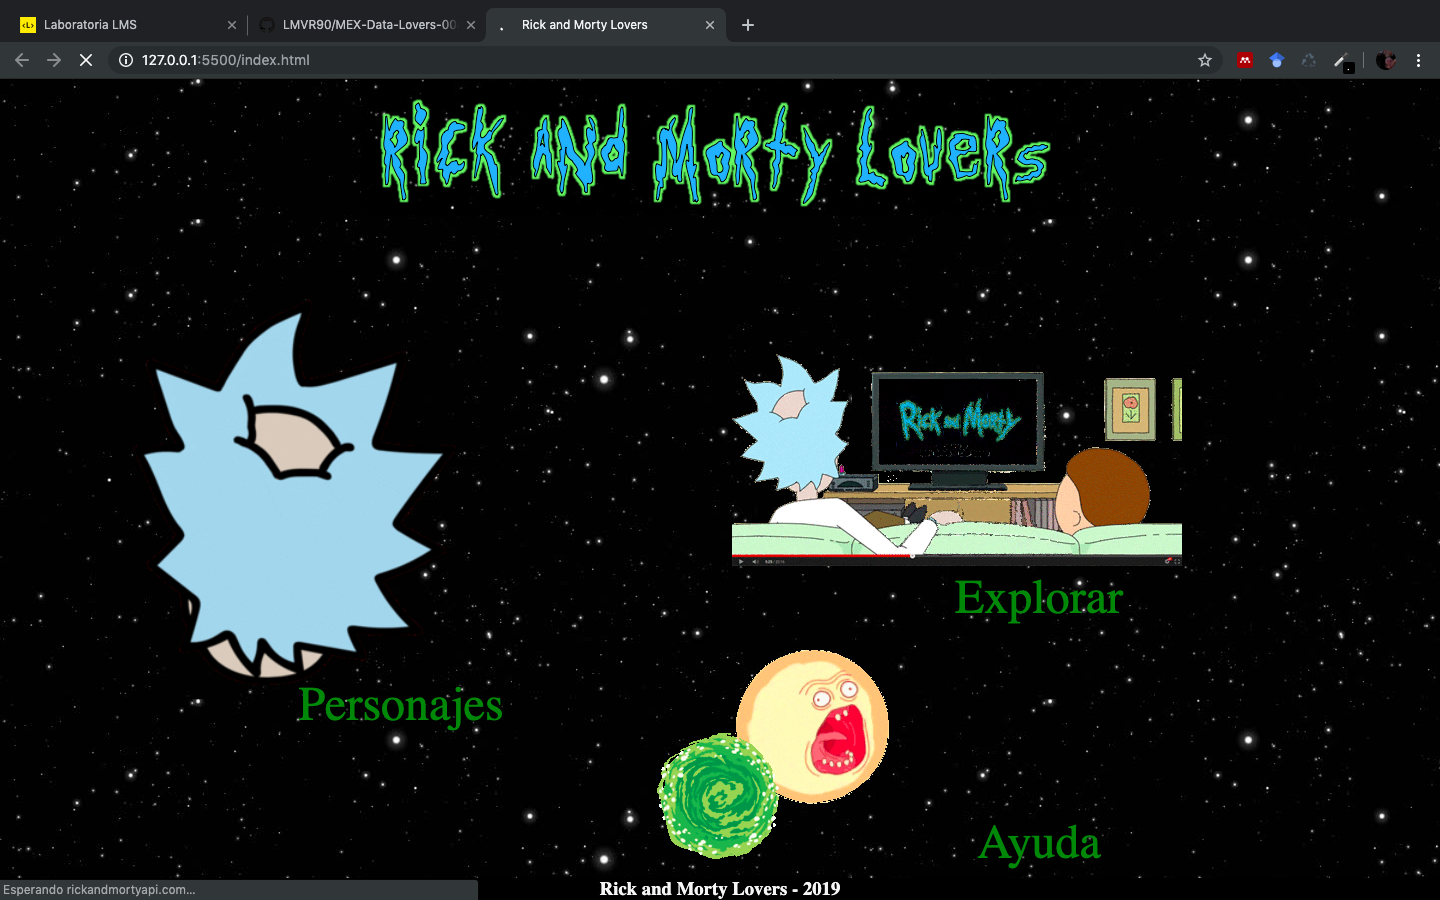 Laboratoria LMS
LMVR90/MEX-Data-Lovers-00
Rick and Morty Lovers
127.0.0.1:5500/index.html
Rick and Morty Lovers
Rick and Morty
Explorar
Personajes
Ayuda
Esperando rickandmortyapi.com...
Rick and Morty Lovers - 2019